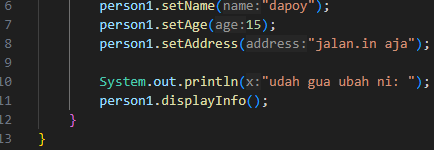 6 person1.setName(name:"dapoy");
7 person1.setAge(age:15);
8 person1.setAddress(address:"jalan.in aja");
9
10 System.out.println(x:"udah gua ubah ni: ");
11 person1.displayInfo();
12 }
13 }